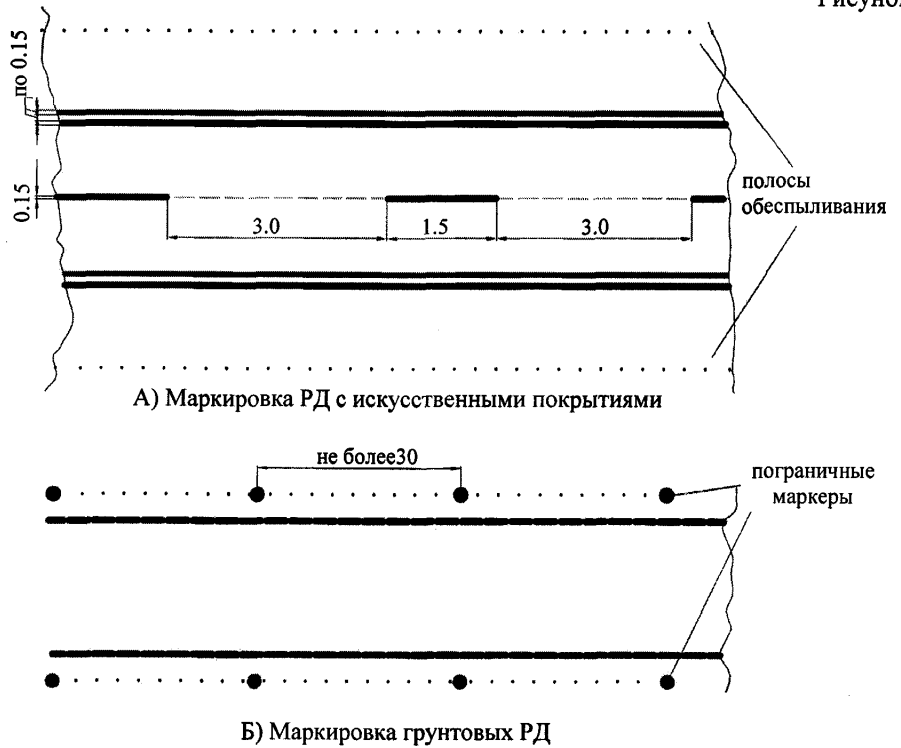 Рисуно
по 0.15
0.15
3.0
1.5
3.0
полосы
обеспыливания
А) Маркировка РД с искусственными покрытиями
не более30
пограничные
маркеры
Б) Маркировка грунтовых РД